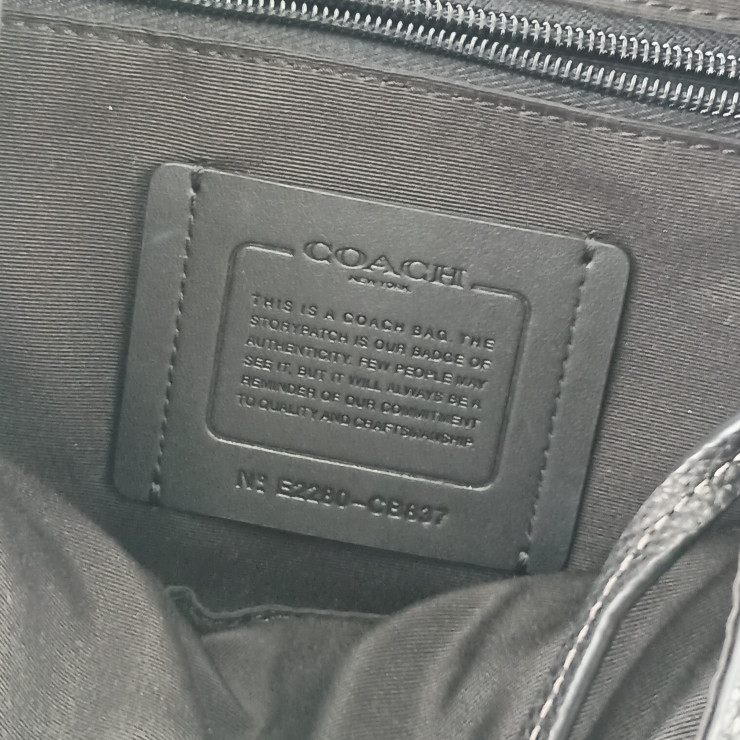 COACH
NEW YORK
THIS IS A COACH BAG. THE
STORYPATCH IS OUR BADGE OF
AUTHENTICITY. FEW PEOPLE MAY
SEE IT, BUT IT WILL ALWAYS BE A
REMINDER OF OUR COMMITMENT
TO QUALITY AND CRAFTSMANSHIP.
Nº E2280-CB837